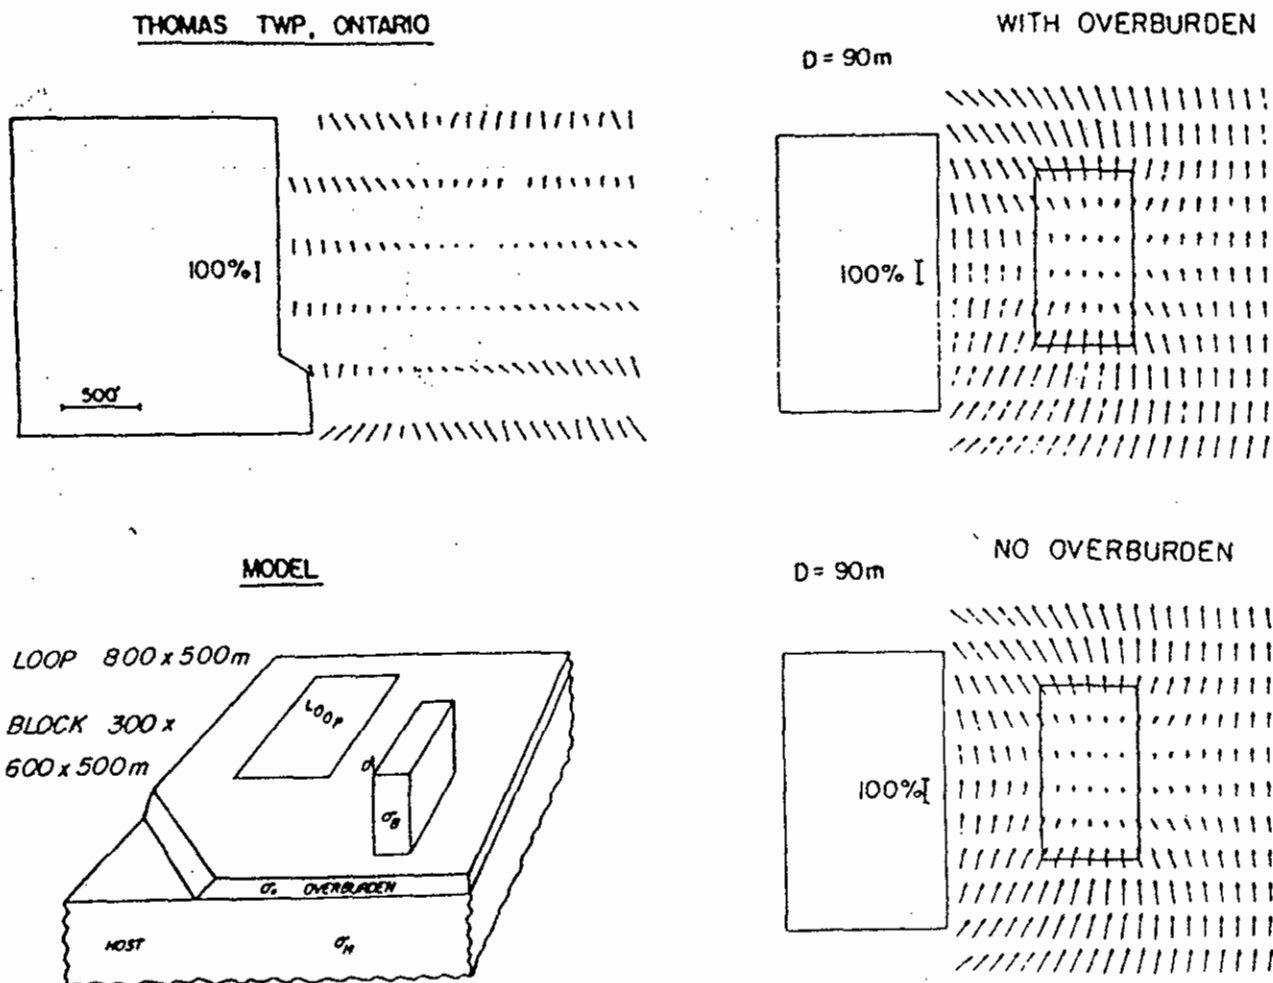 THOMAS TWP, ONTARIO
100%
500'
WITH OVERBURDEN
D = 90m
100%
MODEL
LOOP 800 x 500m
BLOCK 300 x
600 x 500m
LOOP
d
σB
σo OVERBURDEN
HOST
σH
NO OVERBURDEN
D = 90m
100%